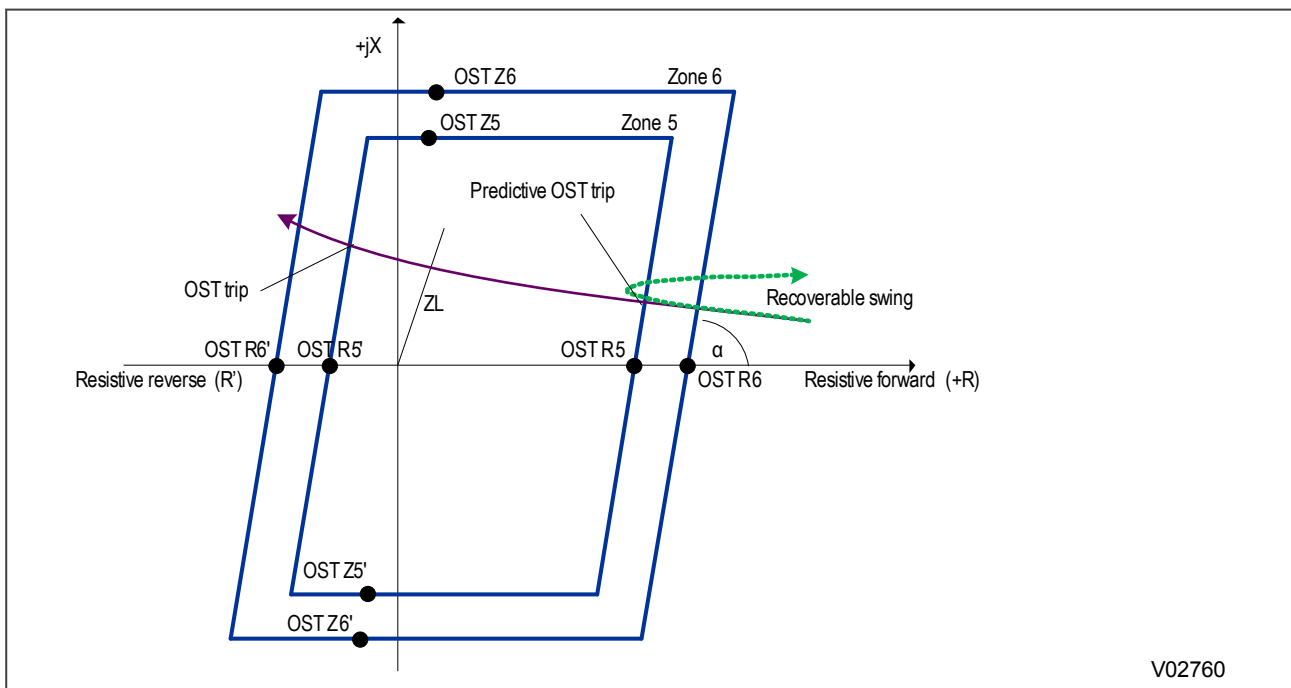 +jX
OST Z6
Zone 6
OST Z5
Zone 5
Predictive OST trip
OST trip
ZL
Recoverable swing
OST R6'
OST R5'
OST R5
α
OST R6
Resistive reverse (R')
Resistive forward (+R)
OST Z5'
OST Z6'
V02760